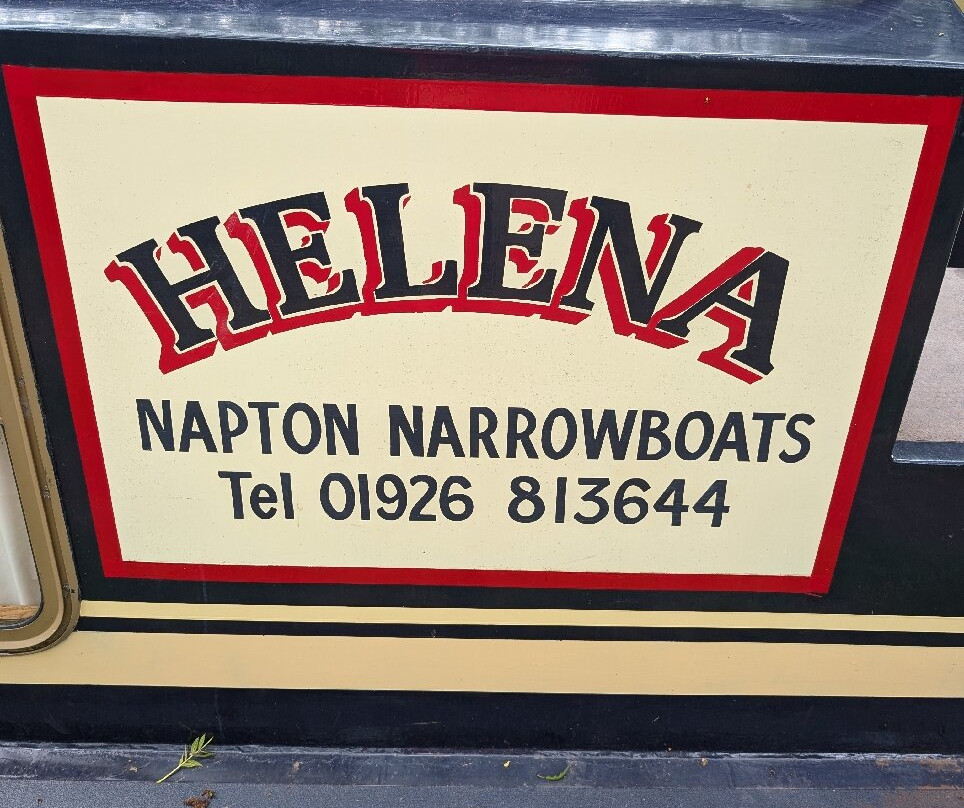 HELENA
NAPTON NARROWBOATS
Tel 01926 813644